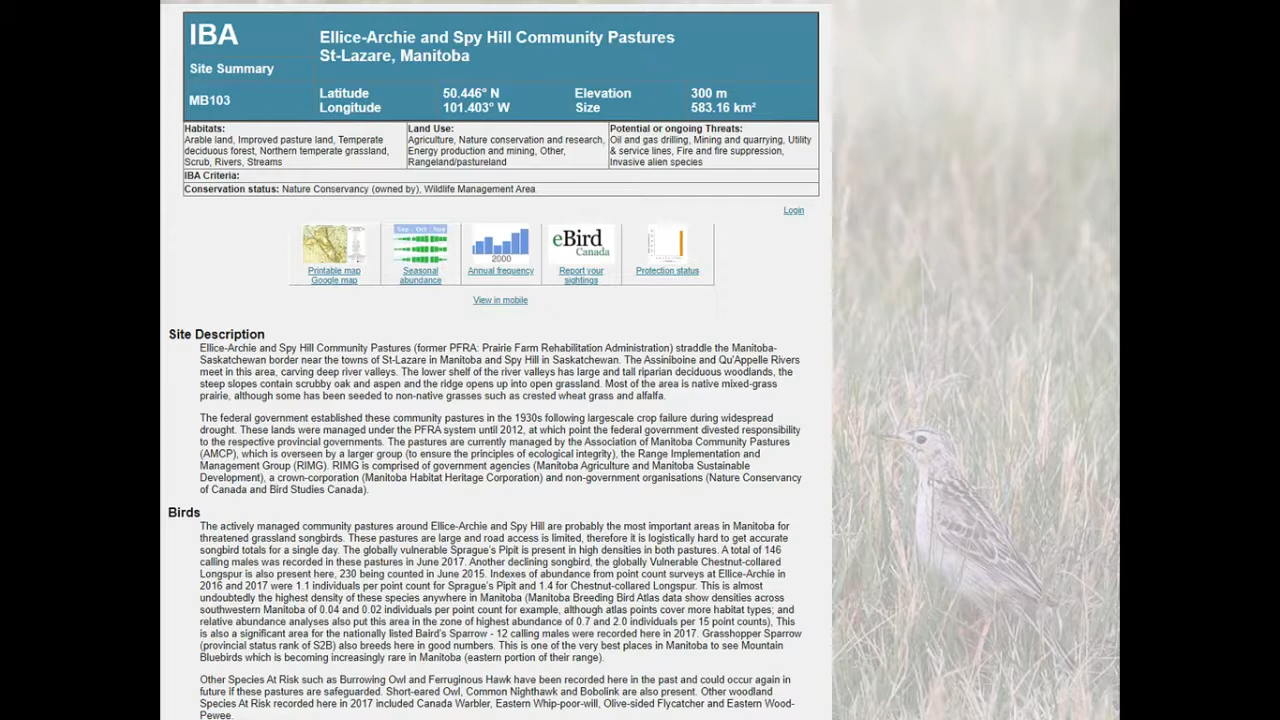 IBA
Ellice-Archie and Spy Hill Community Pastures
St-Lazare, Manitoba
Site Summary
MB103
Latitude 50.446° N Elevation 300 m
Longitude 101.403° W Size 583.16 km²
Habitats:
Arable land, Improved pasture land, Temperate
deciduous forest, Northern temperate grassland,
Scrub, Rivers, Streams
Land Use:
Agriculture, Nature conservation and research,
Energy production and mining, Other,
Rangeland/pastureland
Potential or ongoing Threats:
Oil and gas drilling, Mining and quarrying, Utility
& service lines, Fire and fire suppression,
Invasive alien species
IBA Criteria:
Conservation status: Nature Conservancy (owned by), Wildlife Management Area
Login
Printable map
Google map
Sep Oct Nov
Seasonal
abundance
2000
Annual frequency
eBird
Canada
Report your
sightings
Protection status
View in mobile
Site Description
Ellice-Archie and Spy Hill Community Pastures (former PFRA: Prairie Farm Rehabilitation Administration) straddle the Manitoba-
Saskatchewan border near the towns of St-Lazare in Manitoba and Spy Hill in Saskatchewan. The Assiniboine and Qu'Appelle Rivers
meet in this area, carving deep river valleys. The lower shelf of the river valleys has large and tall riparian deciduous woodlands, the
steep slopes contain scrubby oak and aspen and the ridge opens up into open grassland. Most of the area is native mixed-grass
prairie, although some has been seeded to non-native grasses such as crested wheat grass and alfalfa.
The federal government established these community pastures in the 1930s following largescale crop failure during widespread
drought. These lands were managed under the PFRA system until 2012, at which point the federal government divested responsibility
to the respective provincial governments. The pastures are currently managed by the Association of Manitoba Community Pastures
(AMCP), which is overseen by a larger group (to ensure the principles of ecological integrity), the Range Implementation and
Management Group (RIMG). RIMG is comprised of government agencies (Manitoba Agriculture and Manitoba Sustainable
Development), a crown-corporation (Manitoba Habitat Heritage Corporation) and non-government organisations (Nature Conservancy
of Canada and Bird Studies Canada).
Birds
The actively managed community pastures around Ellice-Archie and Spy Hill are probably the most important areas in Manitoba for
threatened grassland songbirds. These pastures are large and road access is limited, therefore it is logistically hard to get accurate
songbird totals for a single day. The globally vulnerable Sprague's Pipit is present in high densities in both pastures. A total of 146
calling males was recorded in these pastures in June 2017. Another declining songbird, the globally Vulnerable Chestnut-collared
Longspur is also present here, 230 being counted in June 2015. Indexes of abundance from point count surveys at Ellice-Archie in
2016 and 2017 were 1.1 individuals per point count for Sprague's Pipit and 1.4 for Chestnut-collared Longspur. This is almost
undoubtedly the highest density of these species anywhere in Manitoba (Manitoba Breeding Bird Atlas data show densities across
southwestern Manitoba of 0.04 and 0.02 individuals per point count for example, although atlas points cover more habitat types; and
relative abundance analyses also put this area in the zone of highest abundance of 0.7 and 2.0 individuals per 15 point counts), This
is also a significant area for the nationally listed Baird's Sparrow - 12 calling males were recorded here in 2017. Grasshopper Sparrow
(provincial status rank of S2B) also breeds here in good numbers. This is one of the very best places in Manitoba to see Mountain
Bluebirds which is becoming increasingly rare in Manitoba (eastern portion of their range).
Other Species At Risk such as Burrowing Owl and Ferruginous Hawk have been recorded here in the past and could occur again in
future if these pastures are safeguarded. Short-eared Owl, Common Nighthawk and Bobolink are also present. Other woodland
Species At Risk recorded here in 2017 included Canada Warbler, Eastern Whip-poor-will, Olive-sided Flycatcher and Eastern Wood-
Pewee.